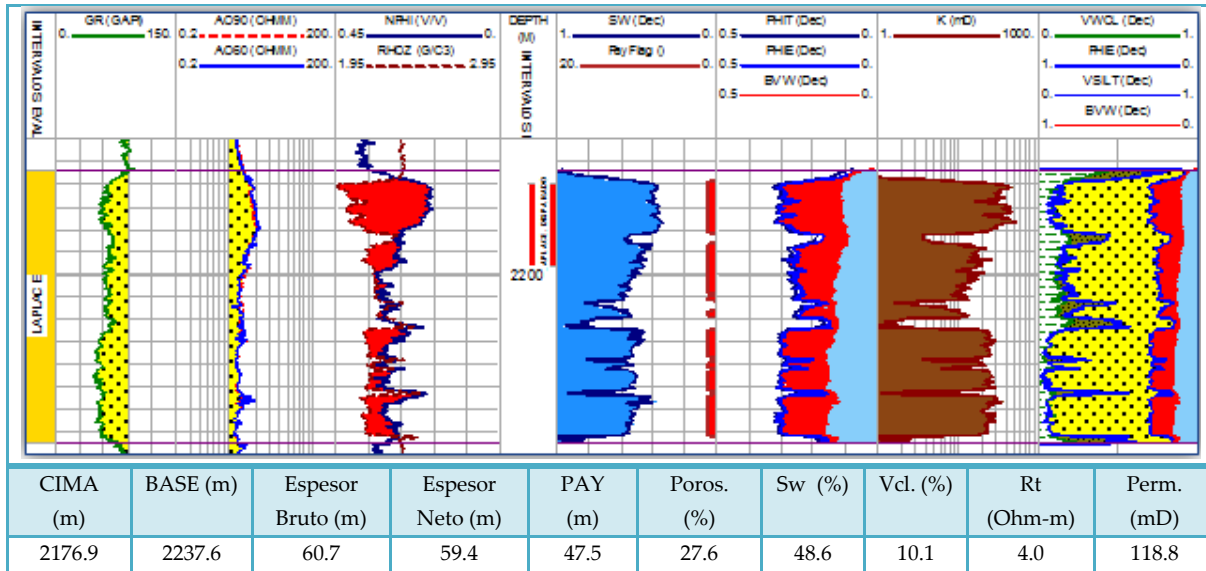 INTERVALOS EVAL
GR (GAPI)
0. 150.
AO90 (OHMM)
0.2 200.
AO60 (OHMM)
0.2 200.
NPHI (V/V)
0.45 0.
RHOZ (G/C3)
1.95 2.95
DEPTH
(M)
SW (Dec)
1. 0.
Pay Flag ()
20. 0.
PHIT (Dec)
0.5 0.
PHIE (Dec)
0.5 0.
BVW (Dec)
0.5 0.
K (mD)
1. 1000.
VWCL (Dec)
0. 1.
PHIE (Dec)
1. 0.
VSILT (Dec)
0. 1.
BVW (Dec)
1. 0.
2200
CIMA (m) BASE (m) Espesor Bruto (m) Espesor Neto (m) PAY (m) Poros. (%) Sw (%) Vcl. (%) Rt (Ohm-m) Perm. (mD)
2176.9 2237.6 60.7 59.4 47.5 27.6 48.6 10.1 4.0 118.8